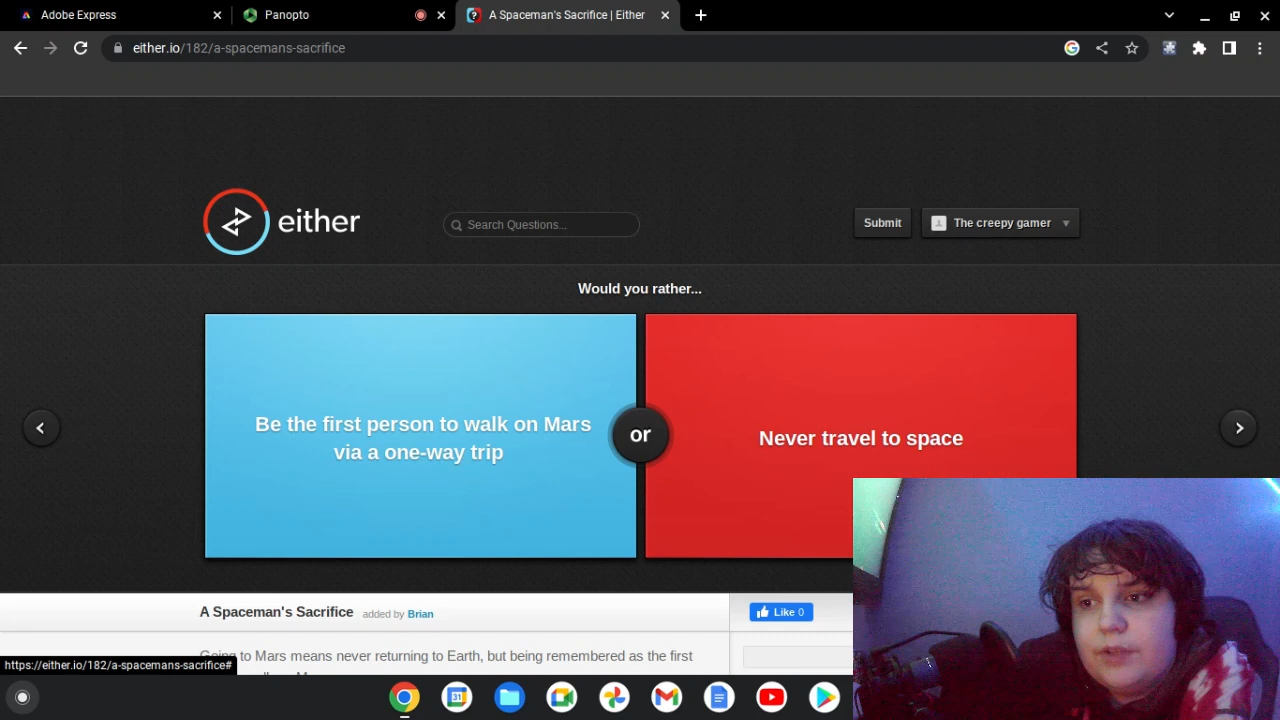 Adobe Express
Panopto
A Spaceman's Sacrifice | Either
either.io/182/a-spacemans-sacrifice
either
Search Questions...
Submit
The creepy gamer
Would you rather...
Be the first person to walk on Mars
via a one-way trip
or
Never travel to space
A Spaceman's Sacrifice added by Brian
Like 0
Going to Mars means never returning to Earth, but being remembered as the first
https://either.io/182/a-spacemans-sacrifice#
31